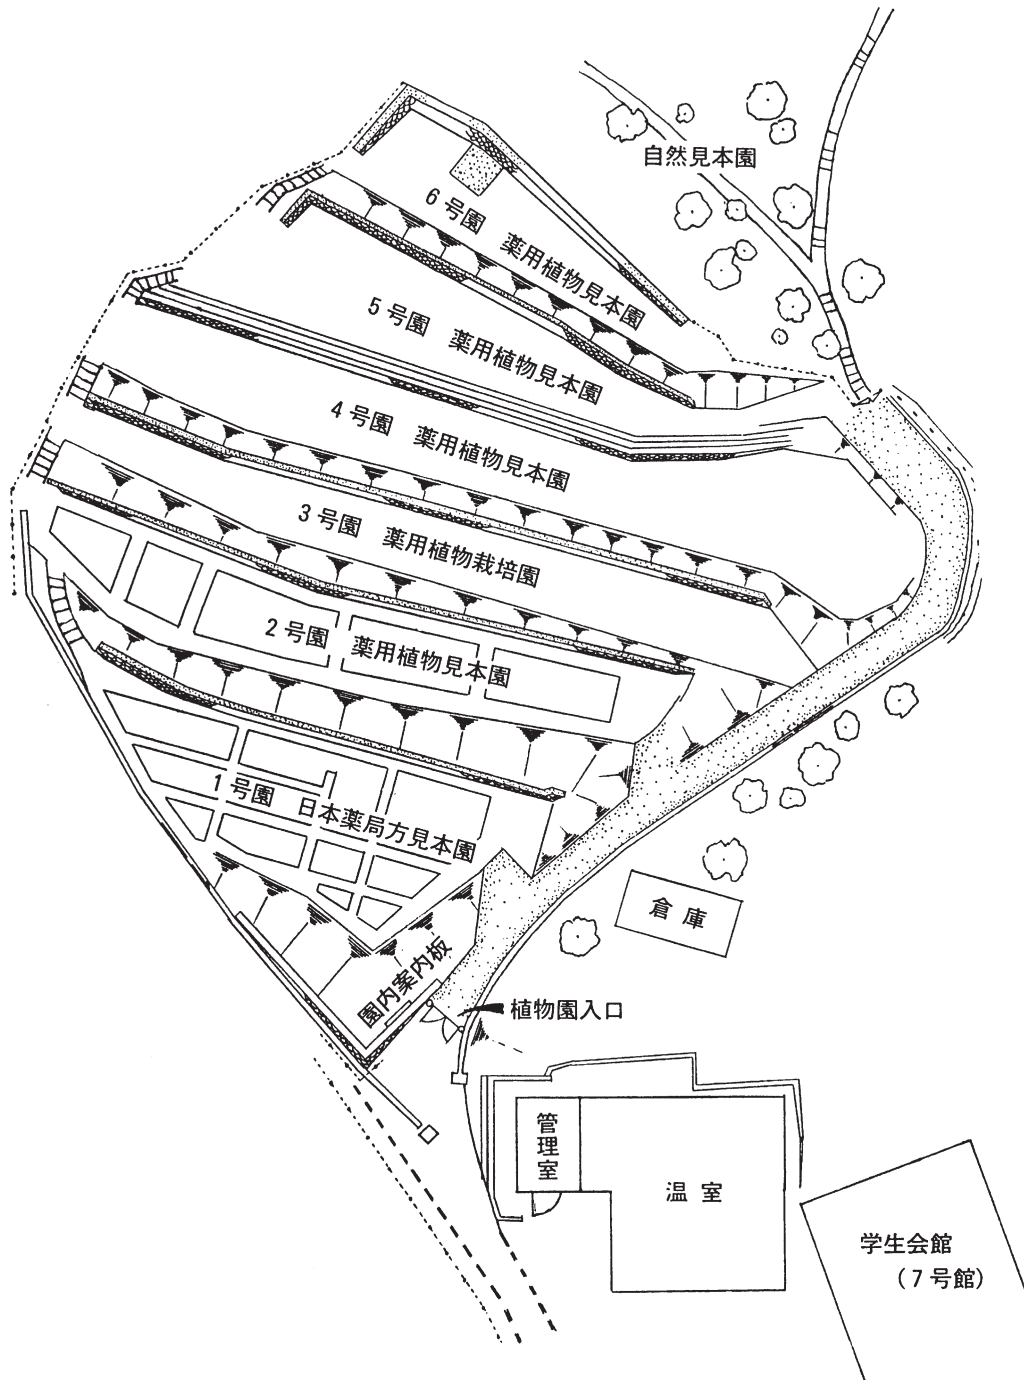 自然見本園
6号園 薬用植物見本園
5号園 薬用植物見本園
4号園 薬用植物見本園
3号園 薬用植物栽培園
2号園 薬用植物見本園
1号園 日本薬局方見本園
倉庫
園内案内板
植物園入口
管理室
温室
学生会館
(7号館)